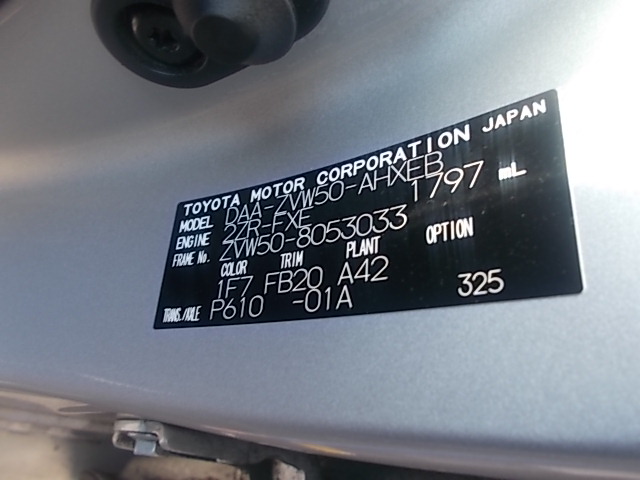 TOYOTA MOTOR CORPORATION JAPAN
MODEL DAA-ZVW50-AHXEB
ENGINE 2ZR-FXE 1797 mL
FRAME No. ZVW50-8053033
COLOR TRIM PLANT OPTION
1F7 FB20 A42
TRANS./AXLE P610 -01A 325